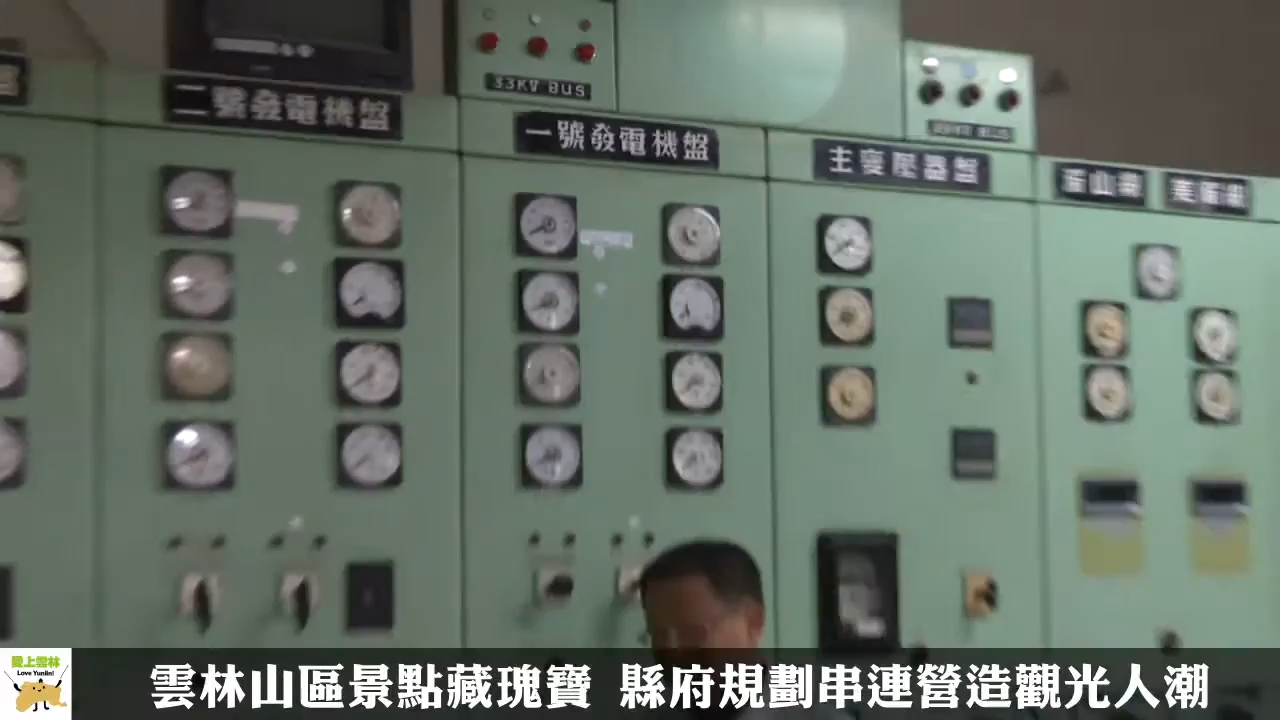 33KV BUS
二號發電機盤
一號發電機盤
主變壓器盤
愛上雲林
Love Yunlin!
雲林山區景點藏瑰寶 縣府規劃串連營造觀光人潮